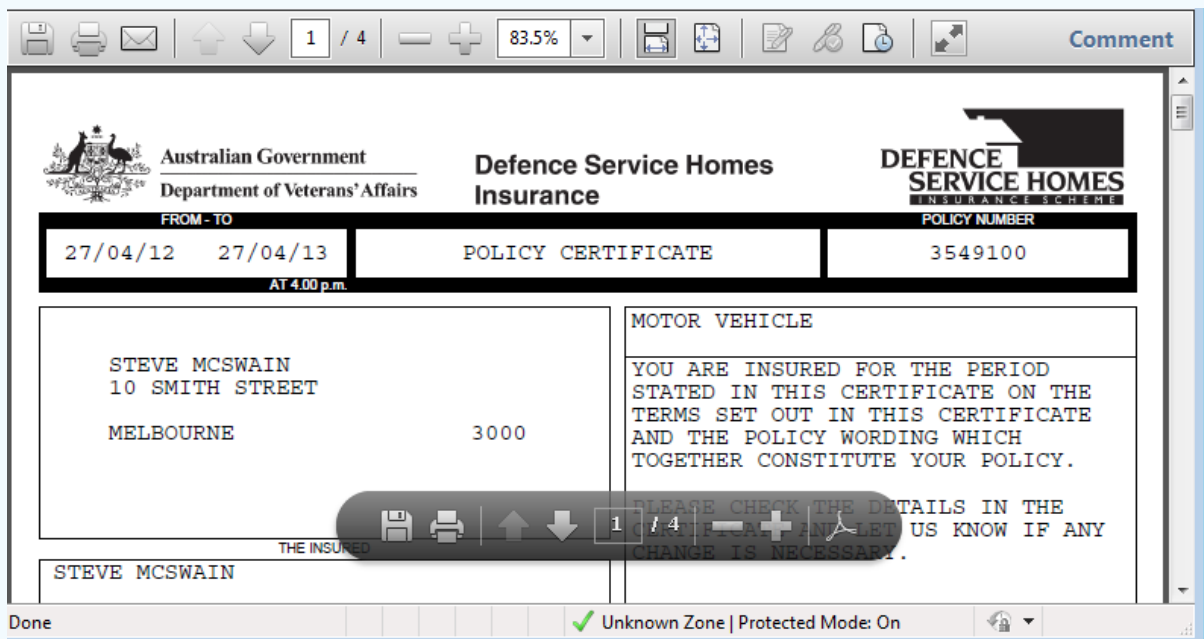 1 / 4
83.5%
Comment
Australian Government
Department of Veterans' Affairs
Defence Service Homes
Insurance
DEFENCE
SERVICE HOMES
INSURANCE SCHEME
FROM - TO
POLICY NUMBER
27/04/12 27/04/13
POLICY CERTIFICATE
3549100
AT 4.00 p.m.
STEVE MCSWAIN
10 SMITH STREET
MELBOURNE 3000
THE INSURED
STEVE MCSWAIN
MOTOR VEHICLE
YOU ARE INSURED FOR THE PERIOD
STATED IN THIS CERTIFICATE ON THE
TERMS SET OUT IN THIS CERTIFICATE
AND THE POLICY WORDING WHICH
TOGETHER CONSTITUTE YOUR POLICY.
PLEASE CHECK THE DETAILS IN THE
CERTIFICATE AND LET US KNOW IF ANY
CHANGE IS NECESSARY.
1 / 4
Done
Unknown Zone | Protected Mode: On